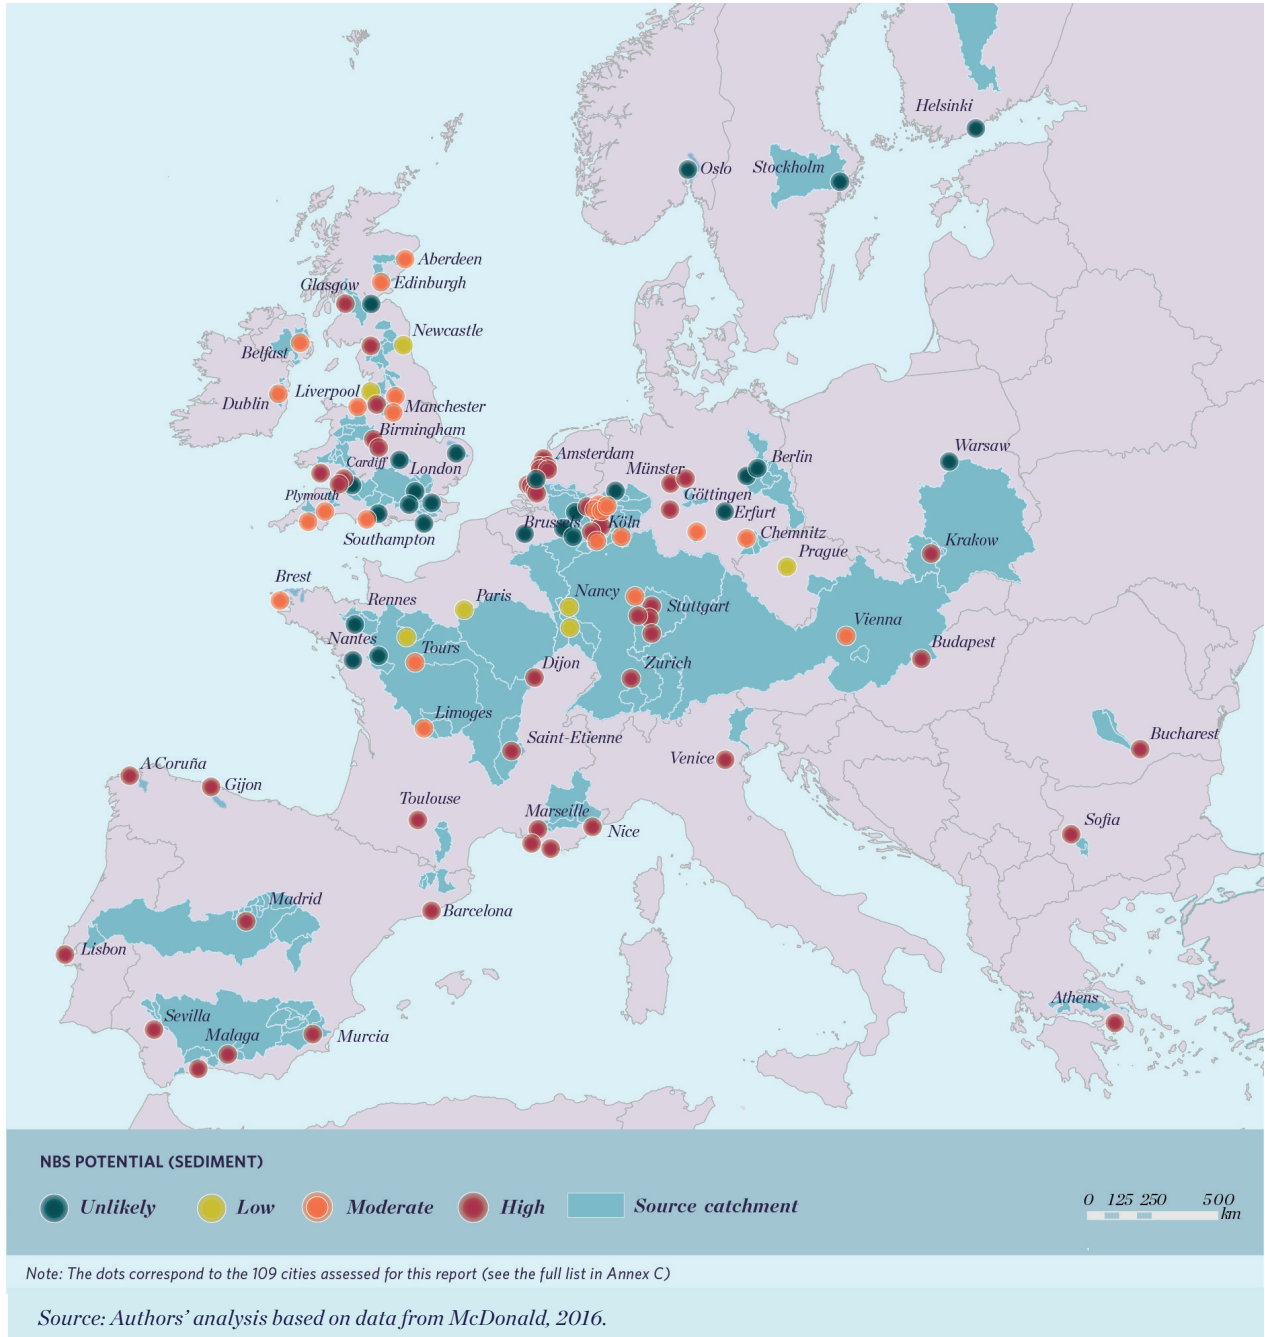 Helsinki
Oslo
Stockholm
Aberdeen
Edinburgh
Glasgow
Newcastle
Belfast
Liverpool
Dublin
Manchester
Birmingham
Cardiff
London
Plymouth
Southampton
Amsterdam
Münster
Berlin
Warsaw
Göttingen
Erfurt
Brussels
Köln
Chemnitz
Krakow
Prague
Brest
Rennes
Paris
Nancy
Stuttgart
Nantes
Tours
Vienna
Budapest
Dijon
Zurich
Limoges
Saint-Etienne
Venice
Bucharest
A Coruña
Gijon
Toulouse
Marseille
Nice
Sofia
Madrid
Barcelona
Lisbon
Athens
Sevilla
Malaga
Murcia
NBS POTENTIAL (SEDIMENT)
Unlikely
Low
Moderate
High
Source catchment
0 125 250 500
km
Note: The dots correspond to the 109 cities assessed for this report (see the full list in Annex C)
Source: Authors' analysis based on data from McDonald, 2016.